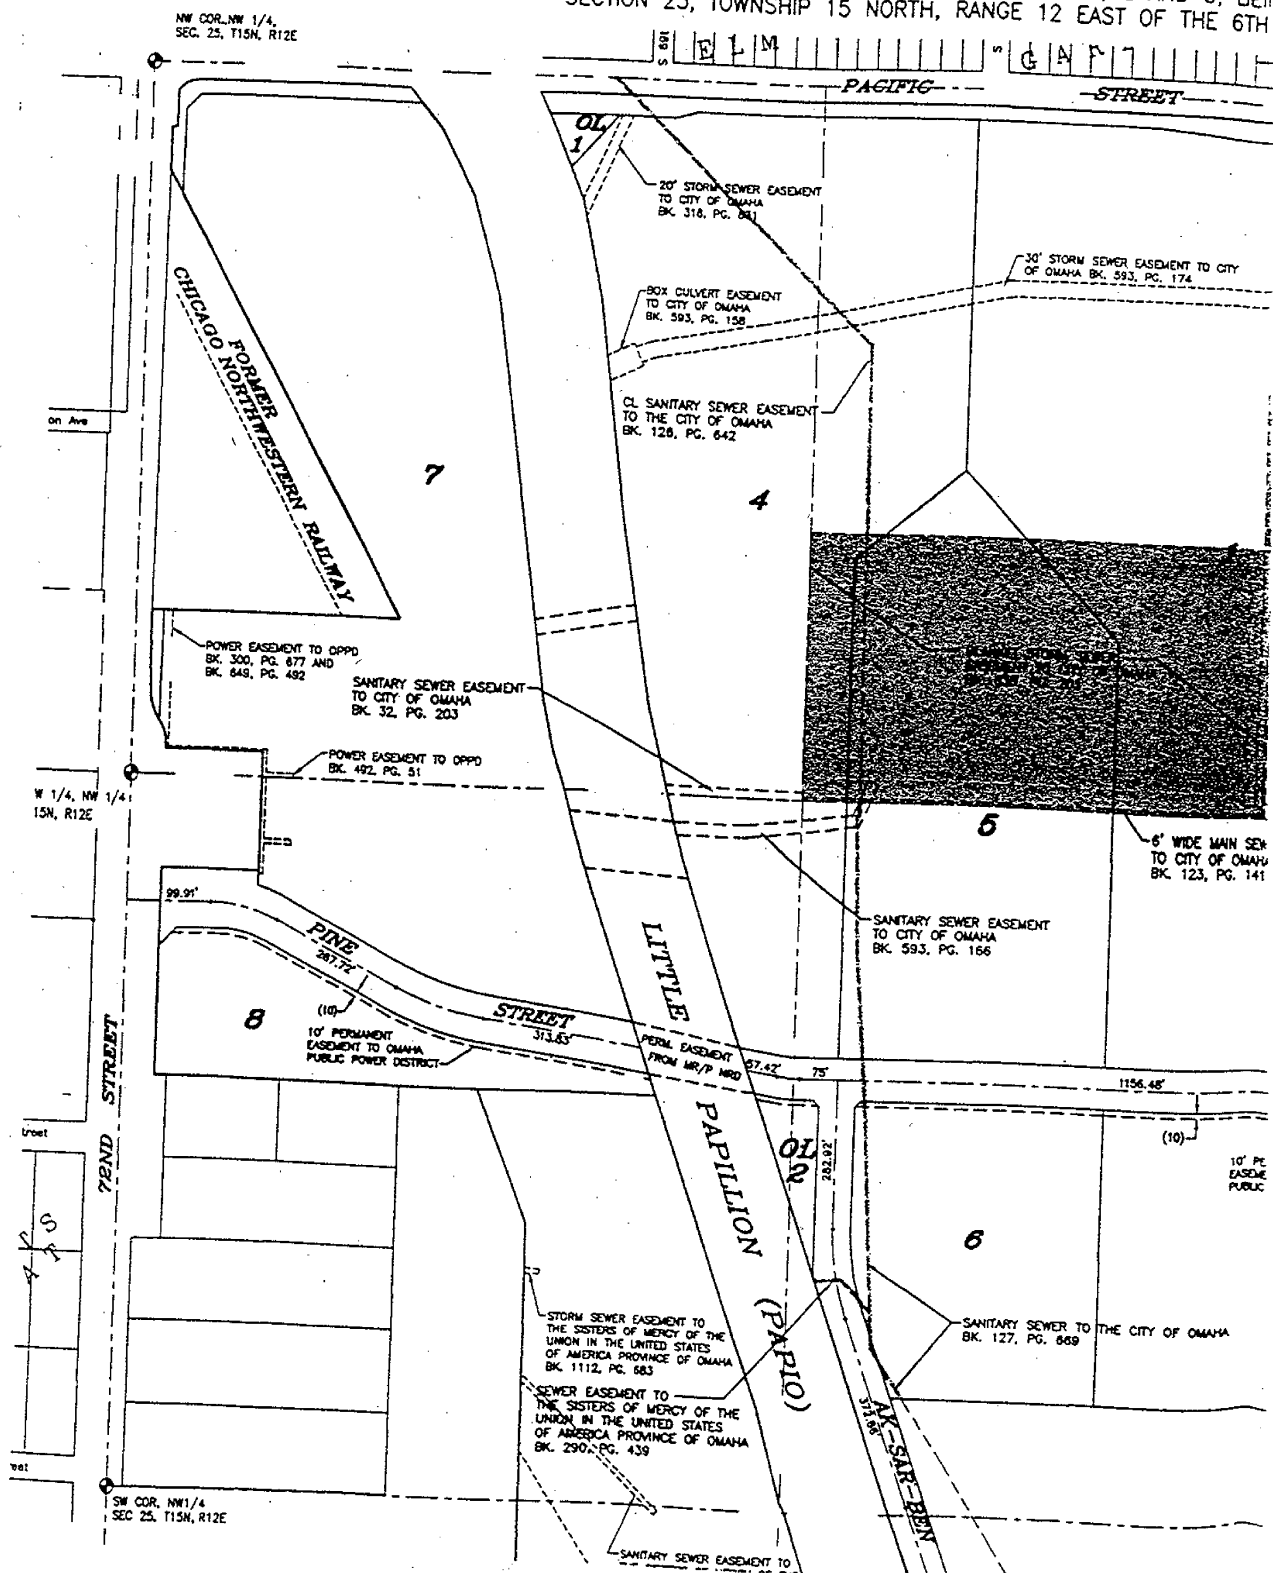 SECTION 25, TOWNSHIP 15 NORTH, RANGE 12 EAST OF THE 6TH
NW COR. NW 1/4,
SEC. 25, T15N, R12E
169 S
ELM
S
PACIFIC
STREET
OL
1
20' STORM SEWER EASEMENT
TO CITY OF OMAHA
BK. 318, PG.
30' STORM SEWER EASEMENT TO CITY
OF OMAHA BK. 593, PG. 174
BOX CULVERT EASEMENT
TO CITY OF OMAHA
BK. 593, PG. 158
FORMER
CHICAGO NORTHWESTERN RAILWAY
CL SANITARY SEWER EASEMENT
TO THE CITY OF OMAHA
BK. 126, PG. 642
on Ave
7
4
POWER EASEMENT TO OPPD
BK. 300, PG. 677 AND
BK. 649, PG. 492
SANITARY SEWER EASEMENT
TO CITY OF OMAHA
BK. 32, PG. 203
POWER EASEMENT TO OPPD
BK. 492, PG. 51
W 1/4, NW 1/4
15N, R12E
5
6' WIDE MAIN SEW
TO CITY OF OMAHA
BK. 123, PG. 141
99.91'
SANITARY SEWER EASEMENT
TO CITY OF OMAHA
BK. 593, PG. 166
PINE
267.72'
(10)
8
10' PERMANENT
EASEMENT TO OMAHA
PUBLIC POWER DISTRICT
STREET
313.63'
LITTLE
PERM. EASEMENT
FROM MR/P NRD
57.42'
75'
1156.48'
(10)
10' PE
EASEME
PUBLIC
72ND STREET
treet
PAPILLION
(PAPIO)
OL
2
282.92'
6
STORM SEWER EASEMENT TO
THE SISTERS OF MERCY OF THE
UNION IN THE UNITED STATES
OF AMERICA PROVINCE OF OMAHA
BK. 1112, PG. 683
SANITARY SEWER TO THE CITY OF OMAHA
BK. 127, PG. 669
SEWER EASEMENT TO
THE SISTERS OF MERCY OF THE
UNION IN THE UNITED STATES
OF AMERICA PROVINCE OF OMAHA
BK. 290, PG. 439
AK-SAR-BEN
SW COR, NW1/4
SEC 25, T15N, R12E
SANITARY SEWER EASEMENT TO